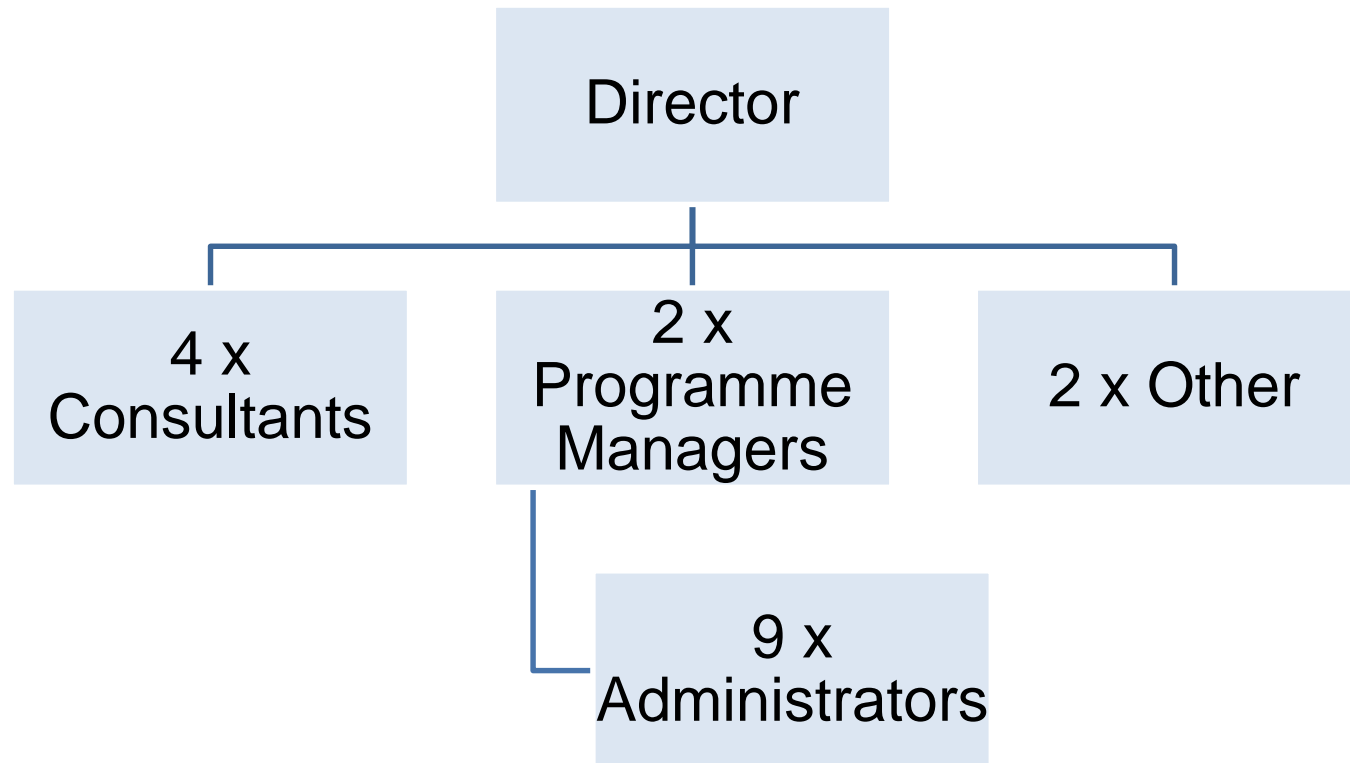 Director
4 x
Consultants
2 x
Programme
Managers
2 x Other
9 x
Administrators